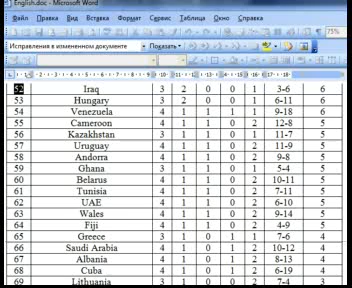 English.doc - Microsoft Word
Файл Правка Вид Вставка Формат Сервис Таблица Окно Справка
75%
Исправления в измененном документе Показать
52 Iraq 3 2 0 0 1 3-6 6
53 Hungary 3 2 0 0 1 6-11 6
54 Venezuela 4 1 1 1 1 9-18 6
55 Cameroon 4 1 1 0 2 12-8 5
56 Kazakhstan 3 1 1 0 1 11-7 5
57 Uruguay 4 1 1 0 2 11-9 5
58 Andorra 4 1 1 0 2 9-8 5
59 Ghana 3 1 1 0 1 5-4 5
60 Belarus 4 1 1 0 2 10-11 5
61 Tunisia 4 1 1 0 2 7-11 5
62 UAE 4 1 1 0 2 6-10 5
63 Wales 4 1 1 0 2 9-14 5
64 Fiji 4 1 1 0 2 4-9 5
65 Greece 3 1 0 1 1 7-6 4
66 Saudi Arabia 4 1 0 1 2 10-12 4
67 Albania 4 1 0 1 2 8-13 4
68 Cuba 4 1 0 1 2 6-19 4
69 Lithuania 3 1 0 0 2 7-4 3